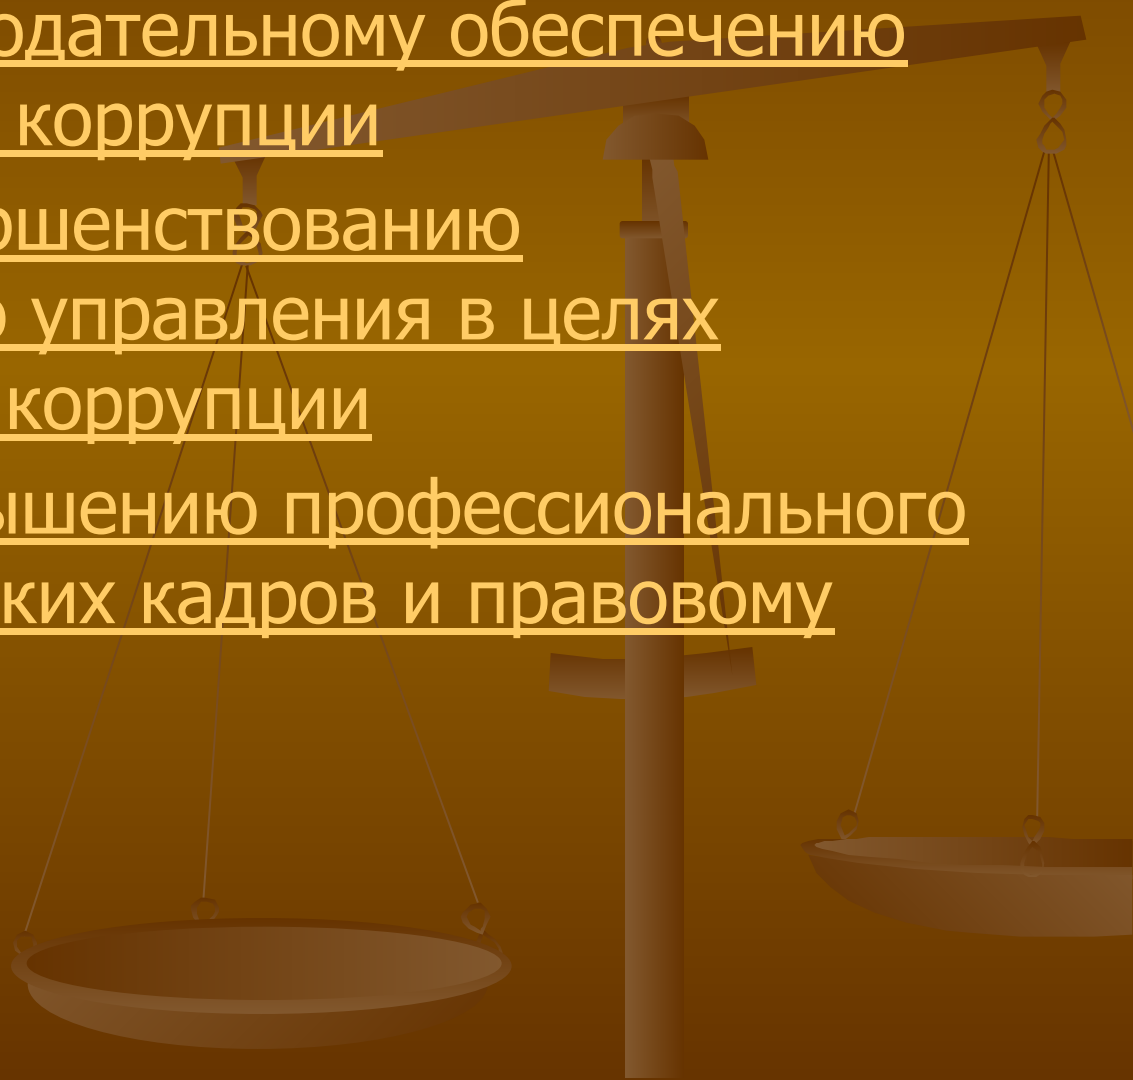 одательному обеспечению
коррупции
ршенствованию
о управления в целях
коррупции
ышению профессионального
ких кадров и правовому